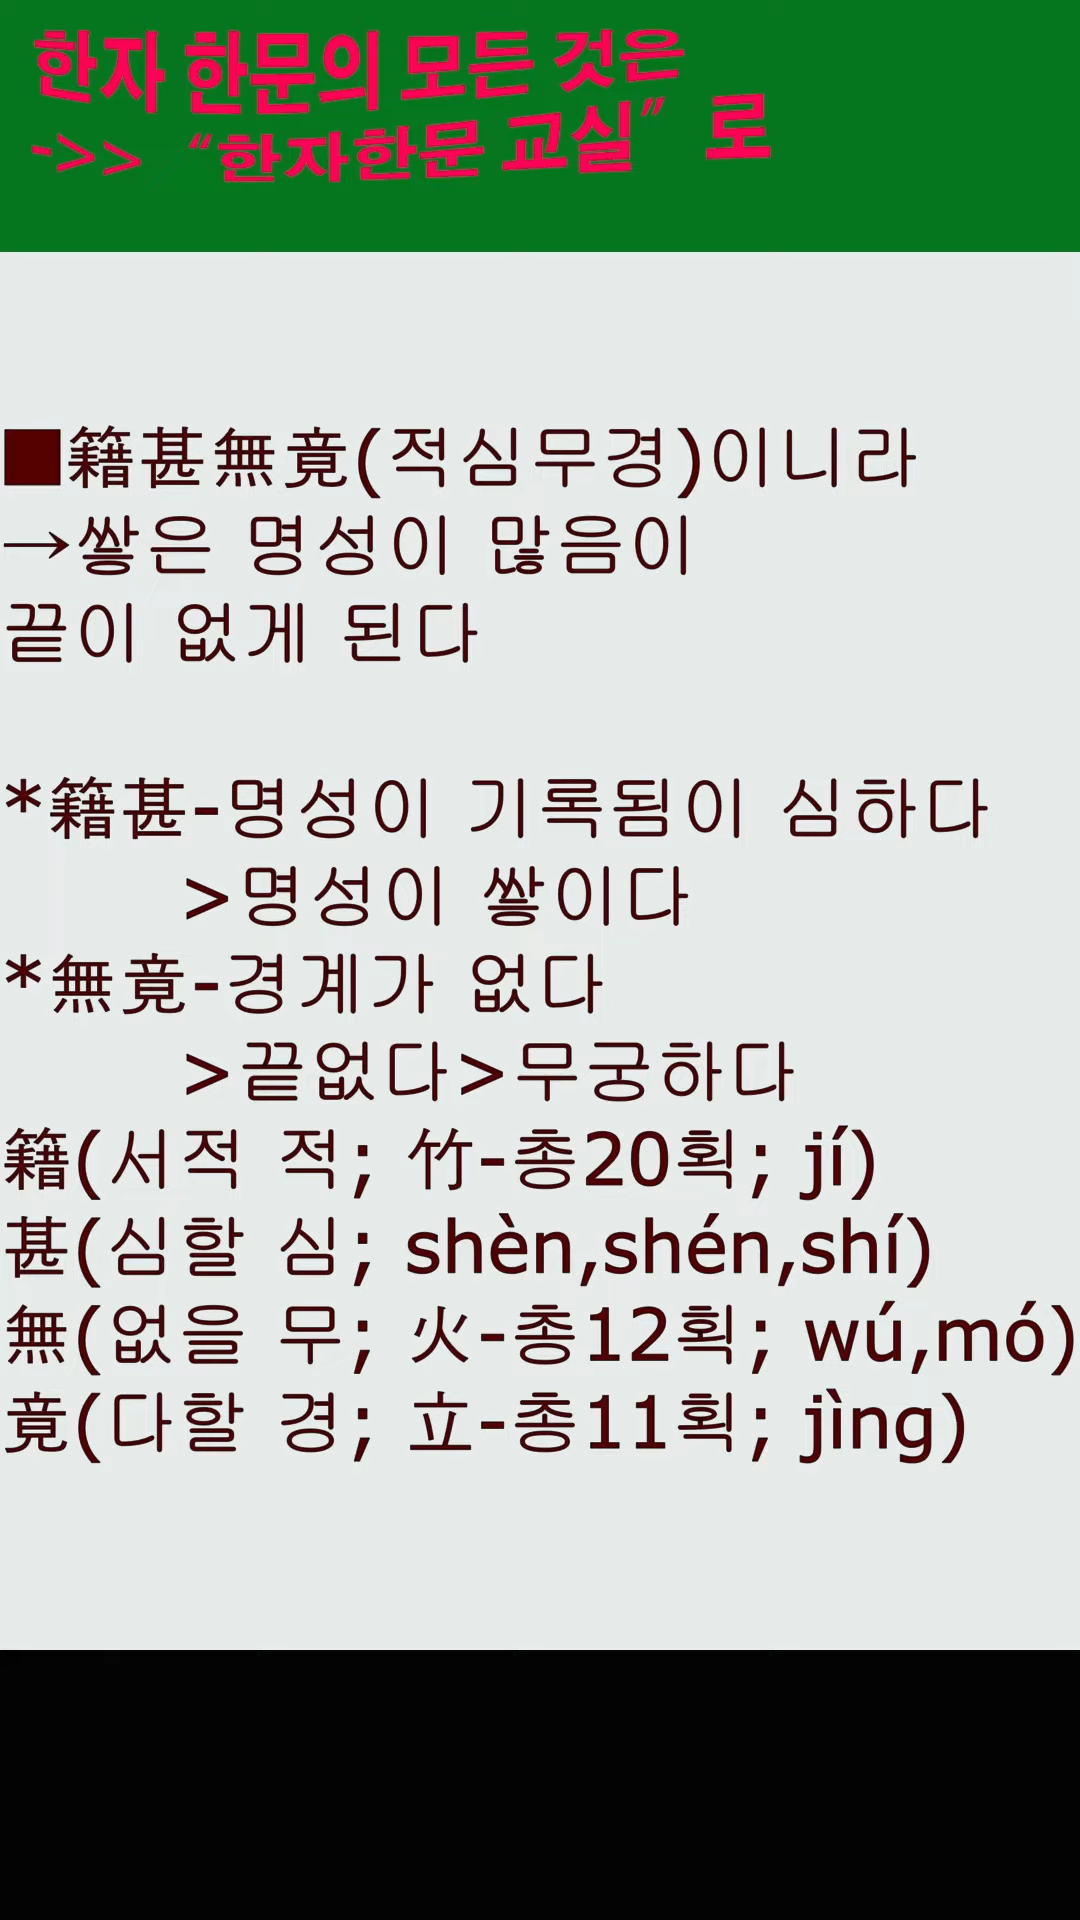 한자 한문의 모든 것은
->> “한자한문 교실” 로
■籍甚無竟(적심무경)이니라
→쌓은 명성이 많음이
끝이 없게 된다
*籍甚-명성이 기록됨이 심하다
>명성이 쌓이다
*無竟-경계가 없다
>끝없다>무궁하다
籍(서적 적; 竹-총20획; jí)
甚(심할 심; shèn,shén,shí)
無(없을 무; 火-총12획; wú,mó)
竟(다할 경; 立-총11획; jìng)